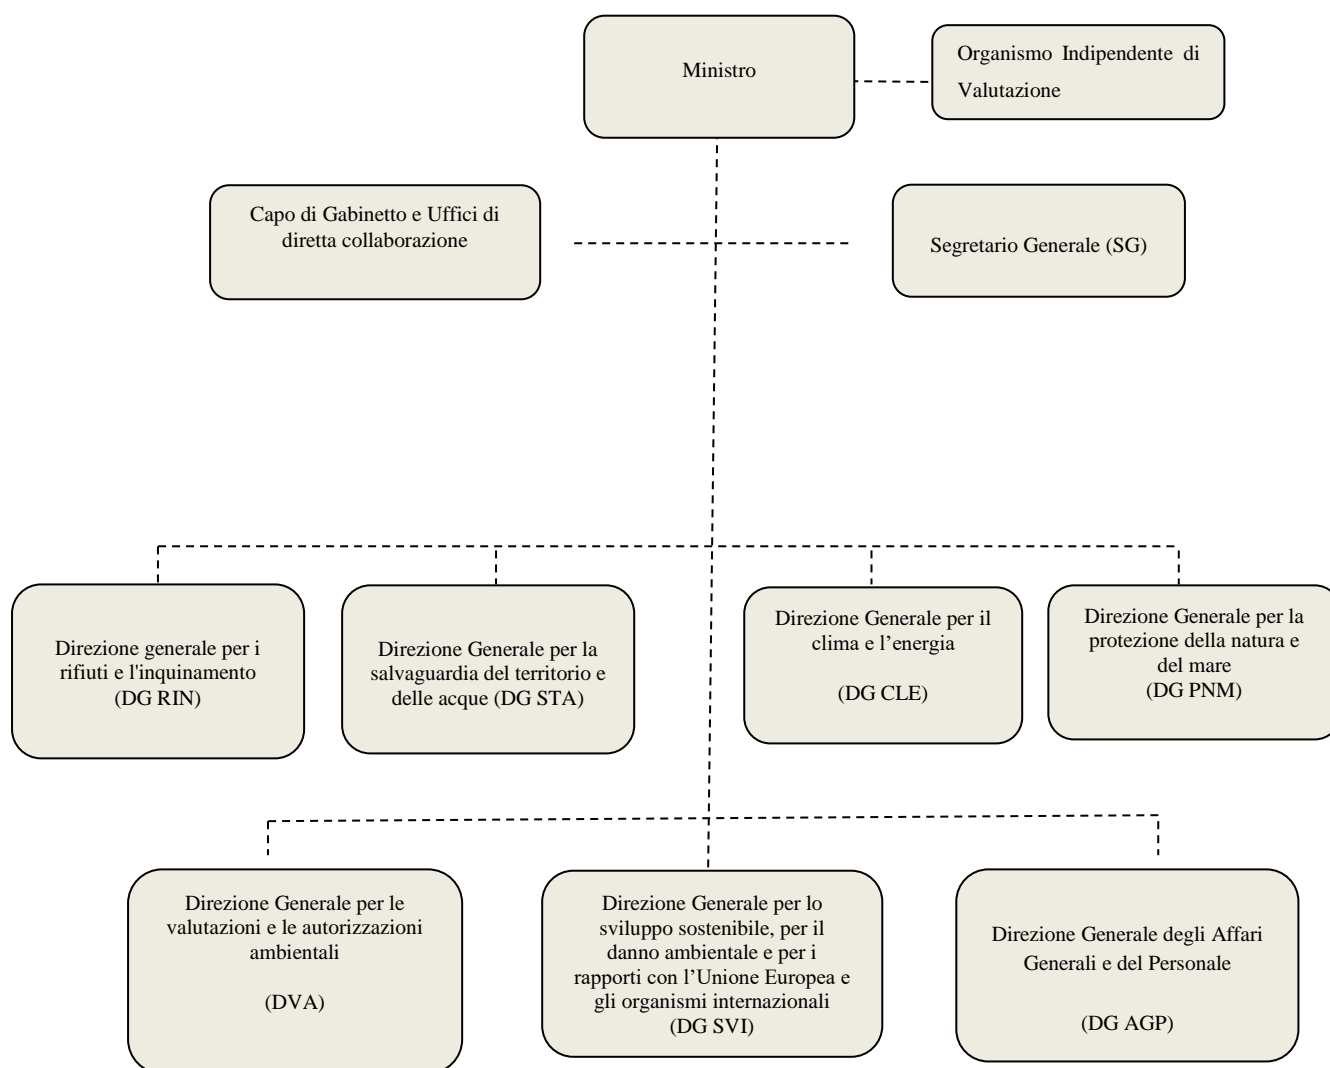 Ministro
Organismo Indipendente di
Valutazione
Capo di Gabinetto e Uffici di
diretta collaborazione
Segretario Generale (SG)
Direzione generale per i
rifiuti e l'inquinamento
(DG RIN)
Direzione Generale per la
salvaguardia del territorio e
delle acque (DG STA)
Direzione Generale per il
clima e l’energia
(DG CLE)
Direzione Generale per la
protezione della natura e
del mare
(DG PNM)
Direzione Generale per le
valutazioni e le autorizzazioni
ambientali
(DVA)
Direzione Generale per lo
sviluppo sostenibile, per il
danno ambientale e per i
rapporti con l’Unione Europea e
gli organismi internazionali
(DG SVI)
Direzione Generale degli Affari
Generali e del Personale
(DG AGP)